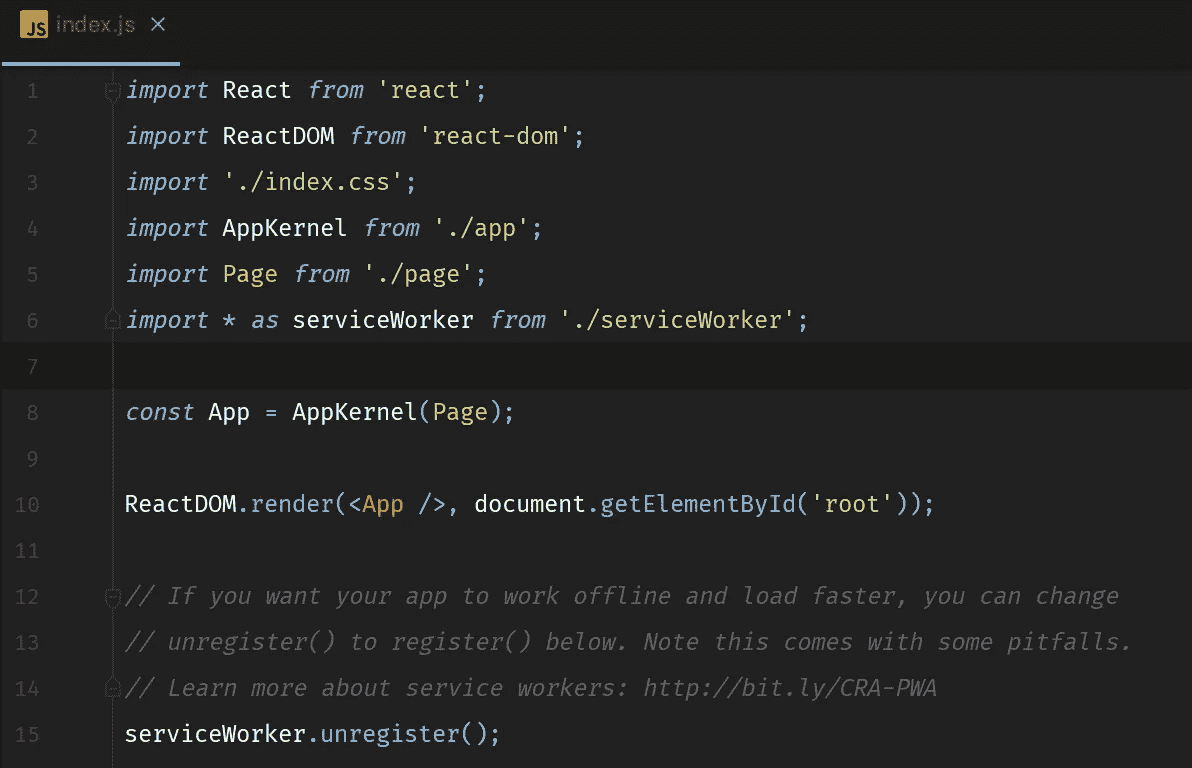 JS index.js ×
1 import React from 'react';
2 import ReactDOM from 'react-dom';
3 import './index.css';
4 import AppKernel from './app';
5 import Page from './page';
6 import * as serviceWorker from './serviceWorker';
7
8 const App = AppKernel(Page);
9
10 ReactDOM.render(<App />, document.getElementById('root'));
11
12 // If you want your app to work offline and load faster, you can change
13 // unregister() to register() below. Note this comes with some pitfalls.
14 // Learn more about service workers: http://bit.ly/CRA-PWA
15 serviceWorker.unregister();